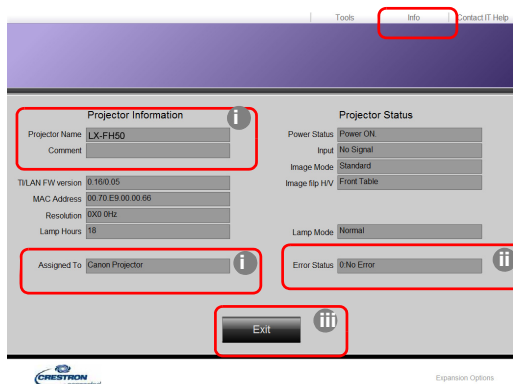 Tools Info Contact IT Help
Projector Information
i
Projector Name LX-FH50
Comment
TI/LAN FW version 0.16/0.05
MAC Address 00.70.E9.00.00.66
Resolution 0X0 0Hz
Lamp Hours 18
Assigned To Canon Projector
i
Projector Status
Power Status Power ON.
Input No Signal
Image Mode Standard
Image flip H/V Front Table
Lamp Mode Normal
Error Status 0:No Error
ii
Exit
iii
CRESTRON
Expansion Options